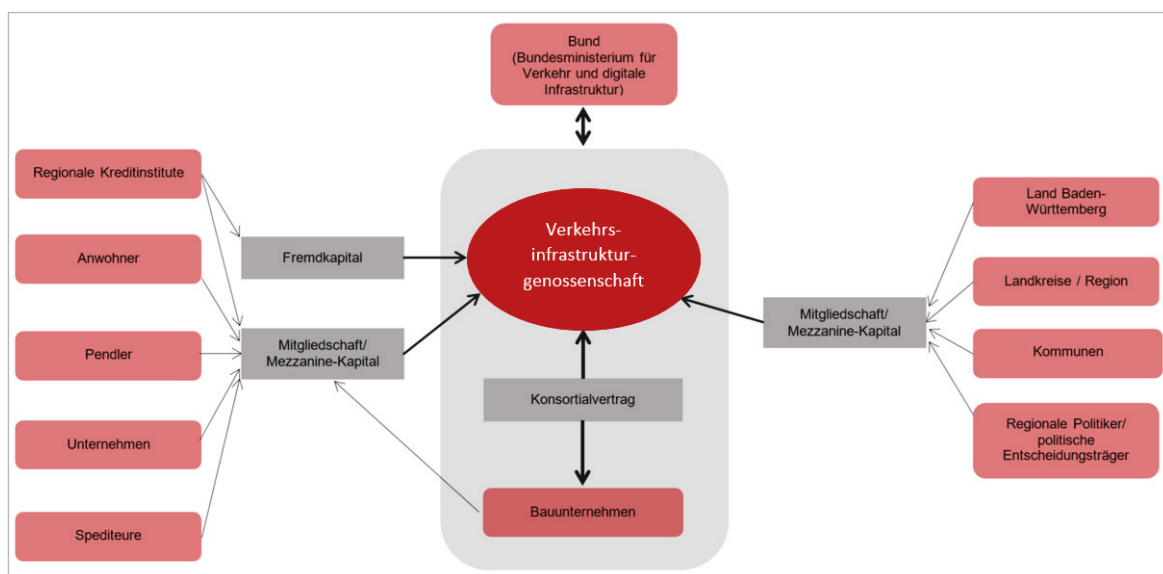 Bund
(Bundesministerium für
Verkehr und digitale
Infrastruktur)
Regionale Kreditinstitute
Anwohner
Pendler
Unternehmen
Spediteure
Fremdkapital
Mitgliedschaft/
Mezzanine-Kapital
Verkehrs-
infrastruktur-
genossenschaft
Konsortialvertrag
Bauunternehmen
Mitgliedschaft/
Mezzanine-Kapital
Land Baden-
Württemberg
Landkreise / Region
Kommunen
Regionale Politiker/
politische
Entscheidungsträger